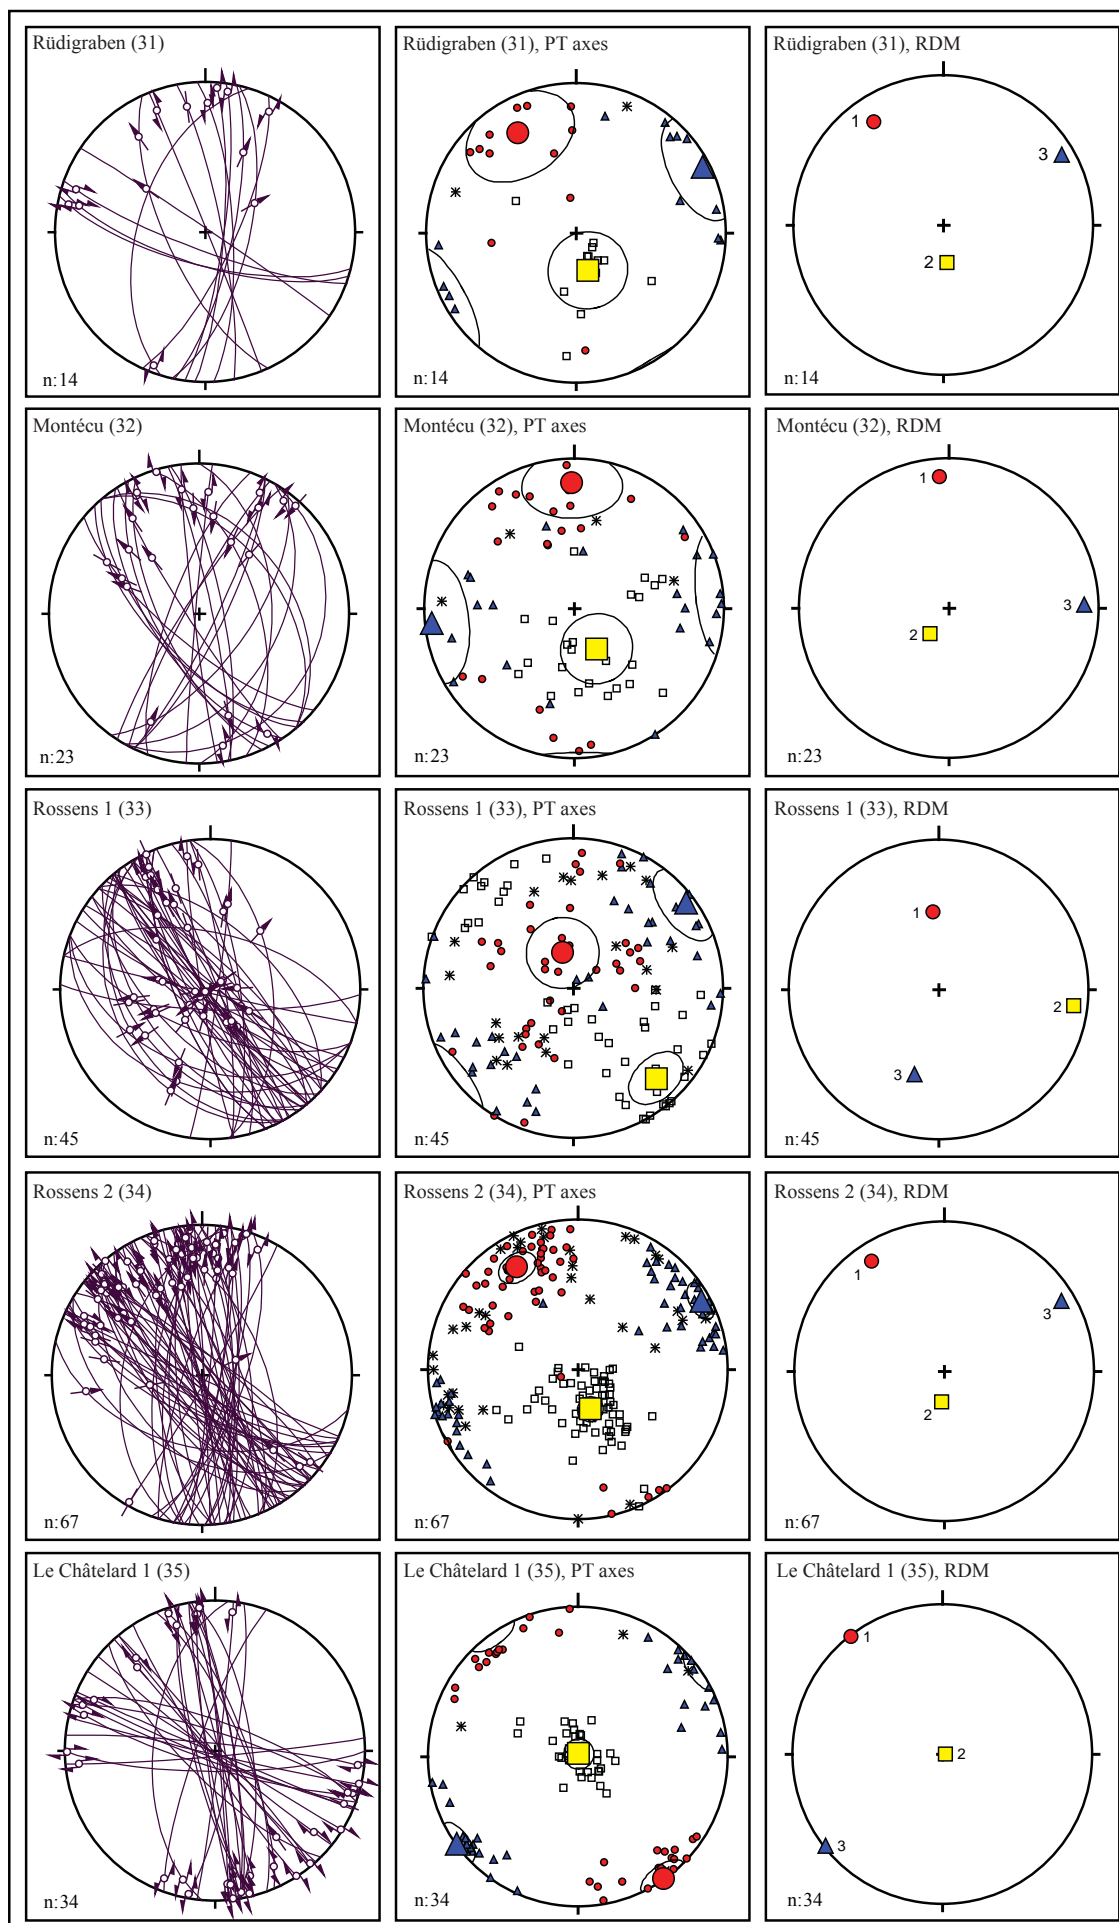 Rüdigraben (31)
n:14
Rüdigraben (31), PT axes
n:14
Rüdigraben (31), RDM
1
3
2
n:14
Montécu (32)
n:23
Montécu (32), PT axes
n:23
Montécu (32), RDM
1
3
2
n:23
Rossens 1 (33)
n:45
Rossens 1 (33), PT axes
n:45
Rossens 1 (33), RDM
1
2
3
n:45
Rossens 2 (34)
n:67
Rossens 2 (34), PT axes
n:67
Rossens 2 (34), RDM
1
3
2
n:67
Le Châtelard 1 (35)
n:34
Le Châtelard 1 (35), PT axes
n:34
Le Châtelard 1 (35), RDM
1
2
3
n:34